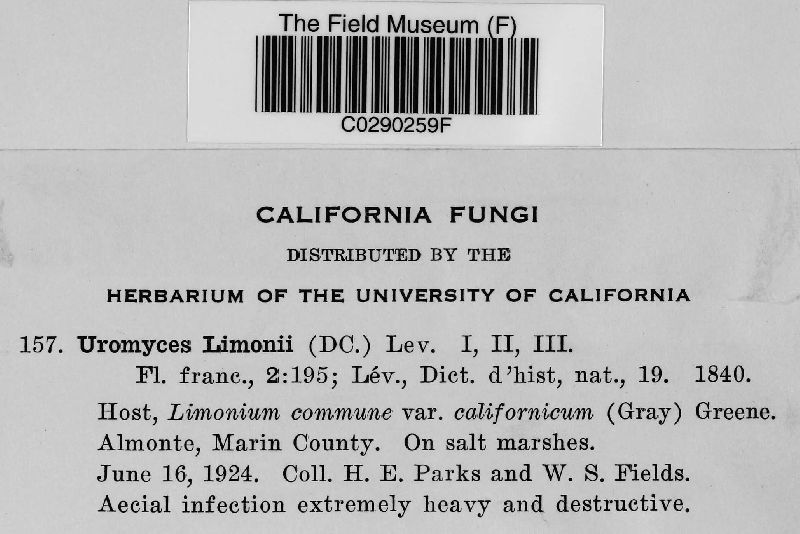 The Field Museum (F)
C0290259F
CALIFORNIA FUNGI
DISTRIBUTED BY THE
HERBARIUM OF THE UNIVERSITY OF CALIFORNIA
157. Uromyces Limonii (DC.) Lev. I, II, III.
Fl. franc., 2:195; Lév., Dict. d'hist, nat., 19. 1840.
Host, Limonium commune var. californicum (Gray) Greene.
Almonte, Marin County. On salt marshes.
June 16, 1924. Coll. H. E. Parks and W. S. Fields.
Aecial infection extremely heavy and destructive.